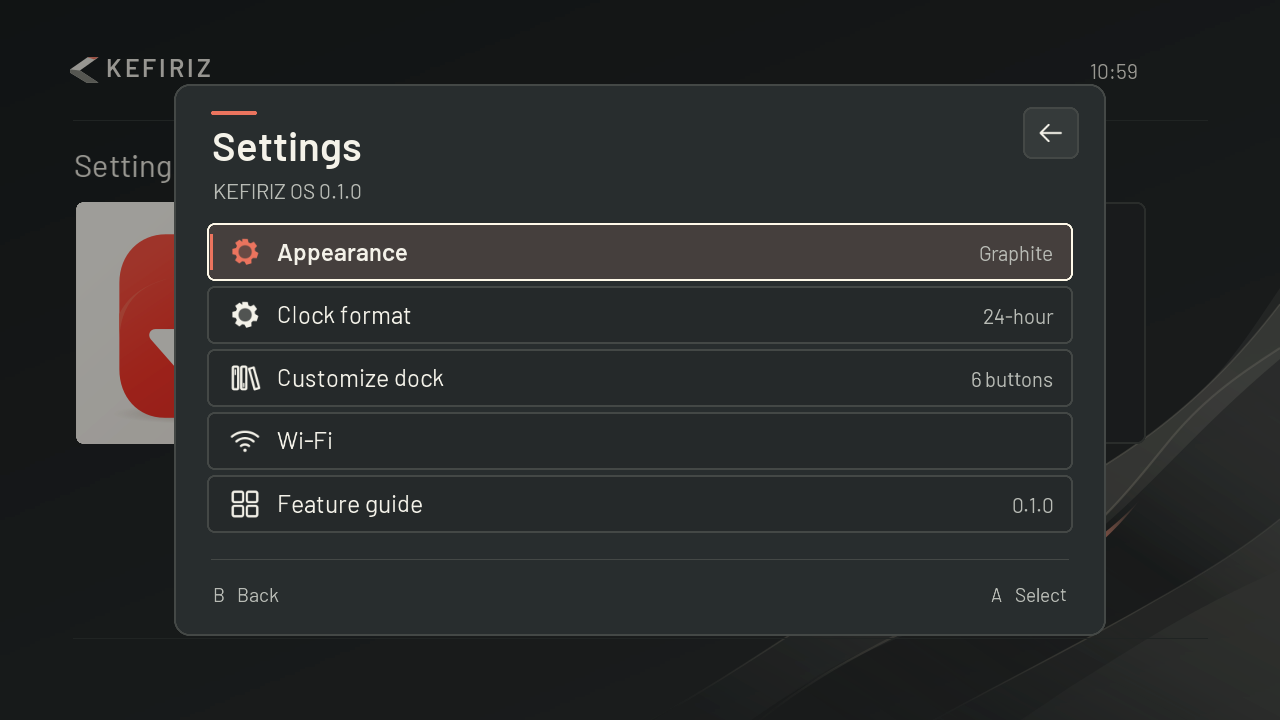 KEFIRIZ
10:59
Setting
Settings
KEFIRIZ OS 0.1.0
Appearance
Graphite
Clock format
24-hour
Customize dock
6 buttons
Wi-Fi
Feature guide
0.1.0
B Back
A Select